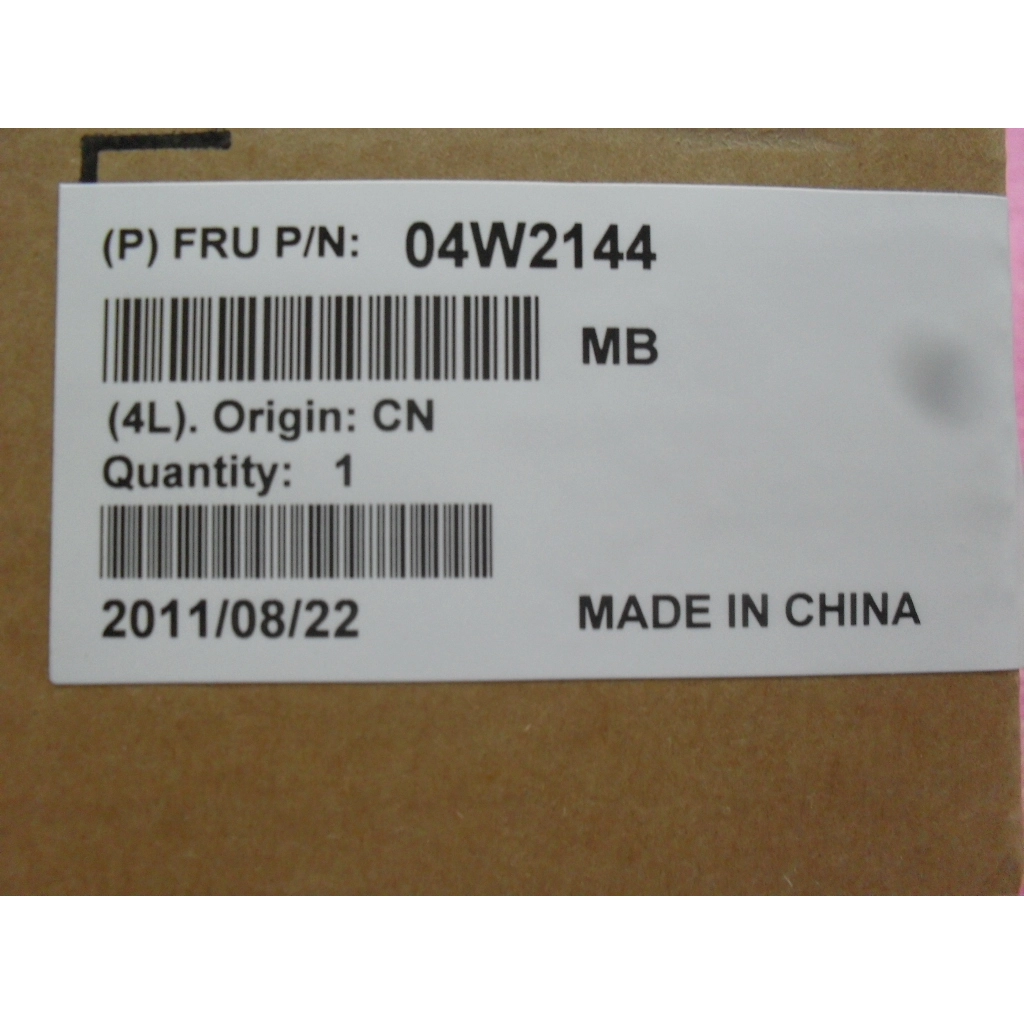 (P) FRU P/N: 04W2144
MB
(4L). Origin: CN
Quantity: 1
2011/08/22 MADE IN CHINA